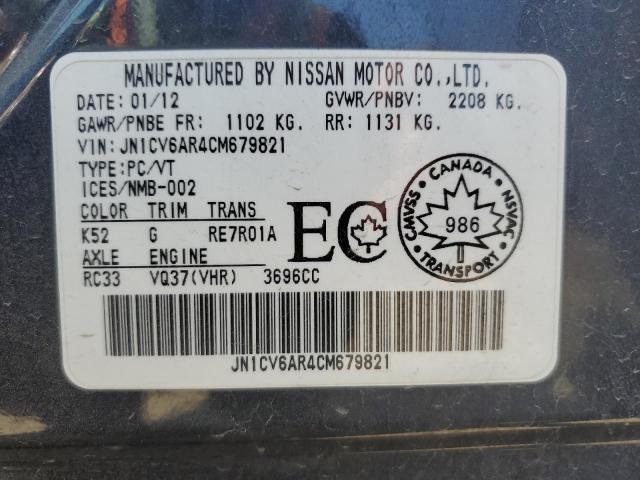 MANUFACTURED BY NISSAN MOTOR CO.,LTD.
DATE: 01/12 GVWR/PNBV: 2208 KG.
GAWR/PNBE FR: 1102 KG. RR: 1131 KG.
VIN: JN1CV6AR4CM679821
TYPE:PC/VT
ICES/NMB-002
COLOR TRIM TRANS
K52 G RE7R01A
AXLE ENGINE
RC33 VQ37(VHR) 3696CC
EC
CANADA
CMVSS NSVAC
986
TRANSPORT
JN1CV6AR4CM679821